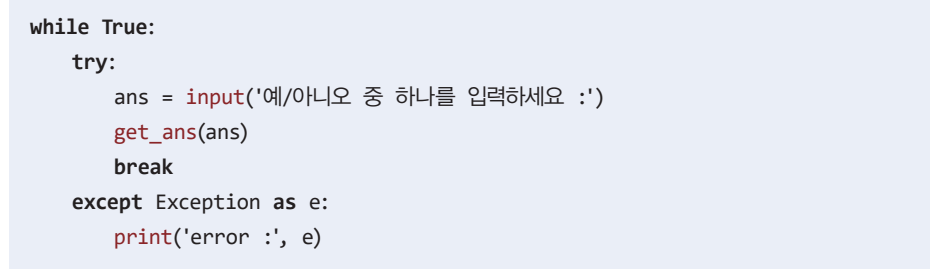 while True:
    try:
        ans = input('예/아니오 중 하나를 입력하세요 :')
        get_ans(ans)
        break
    except Exception as e:
        print('error :', e)